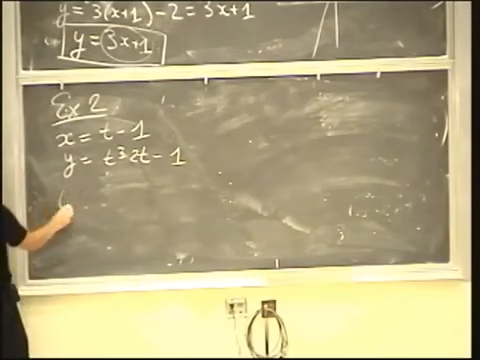 y = 3(x+1) - 2 = 3x+1
y = 3x+1
Ex 2
x = t - 1
y = t³ 2t - 1